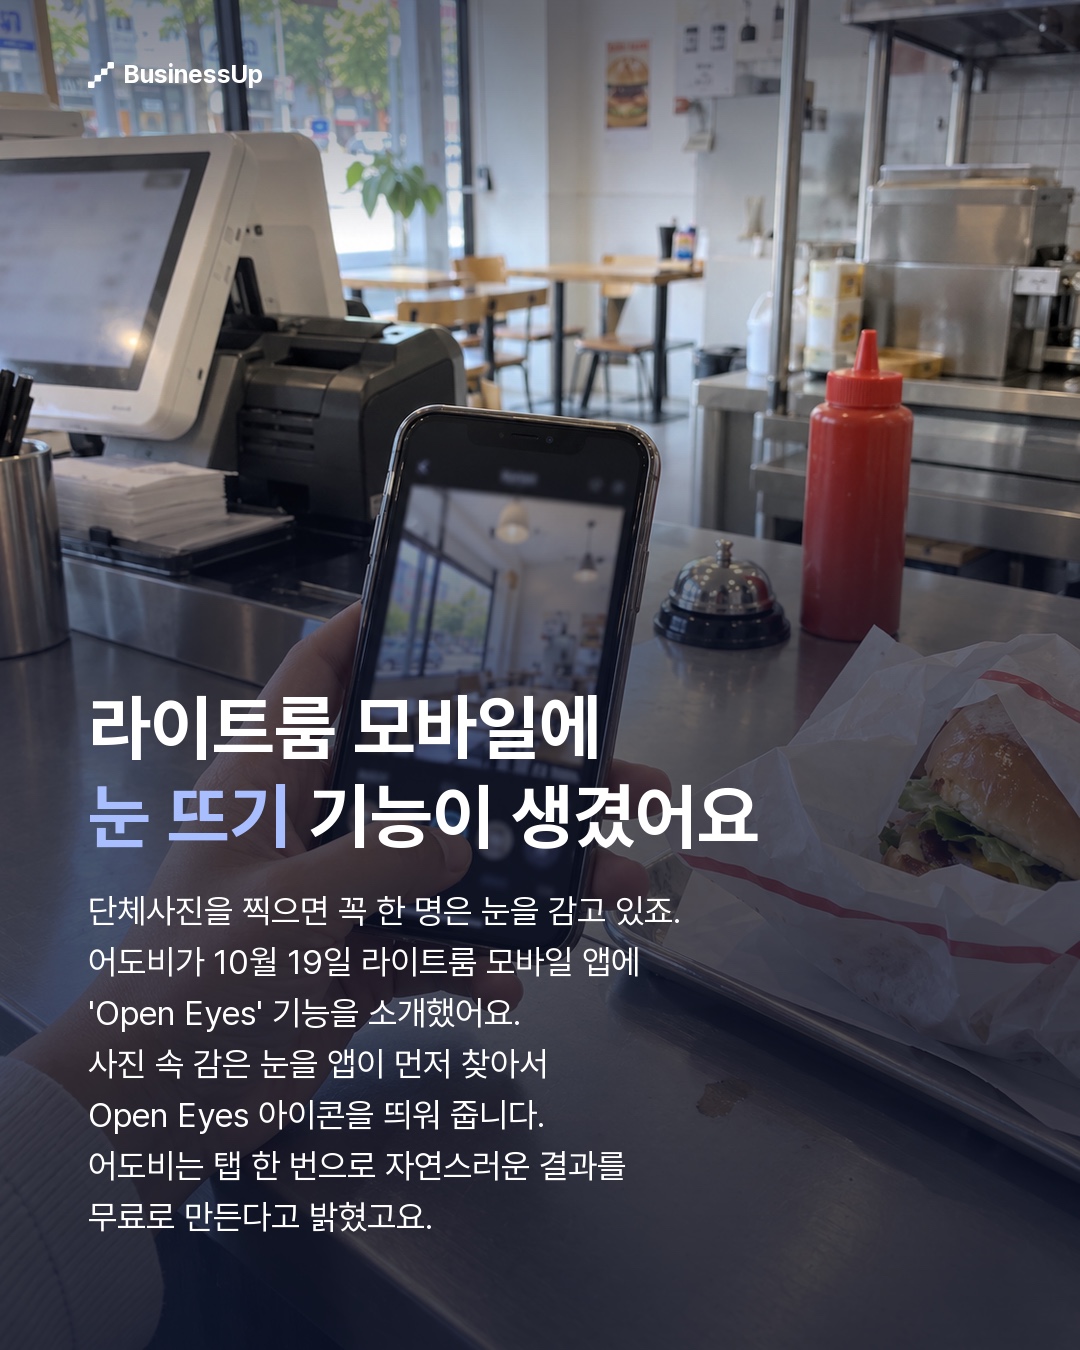 BusinessUp
라이트룸 모바일에
눈 뜨기 기능이 생겼어요
단체사진을 찍으면 꼭 한 명은 눈을 감고 있죠.
어도비가 10월 19일 라이트룸 모바일 앱에
'Open Eyes' 기능을 소개했어요.
사진 속 감은 눈을 앱이 먼저 찾아서
Open Eyes 아이콘을 띄워 줍니다.
어도비는 탭 한 번으로 자연스러운 결과를
무료로 만든다고 밝혔고요.